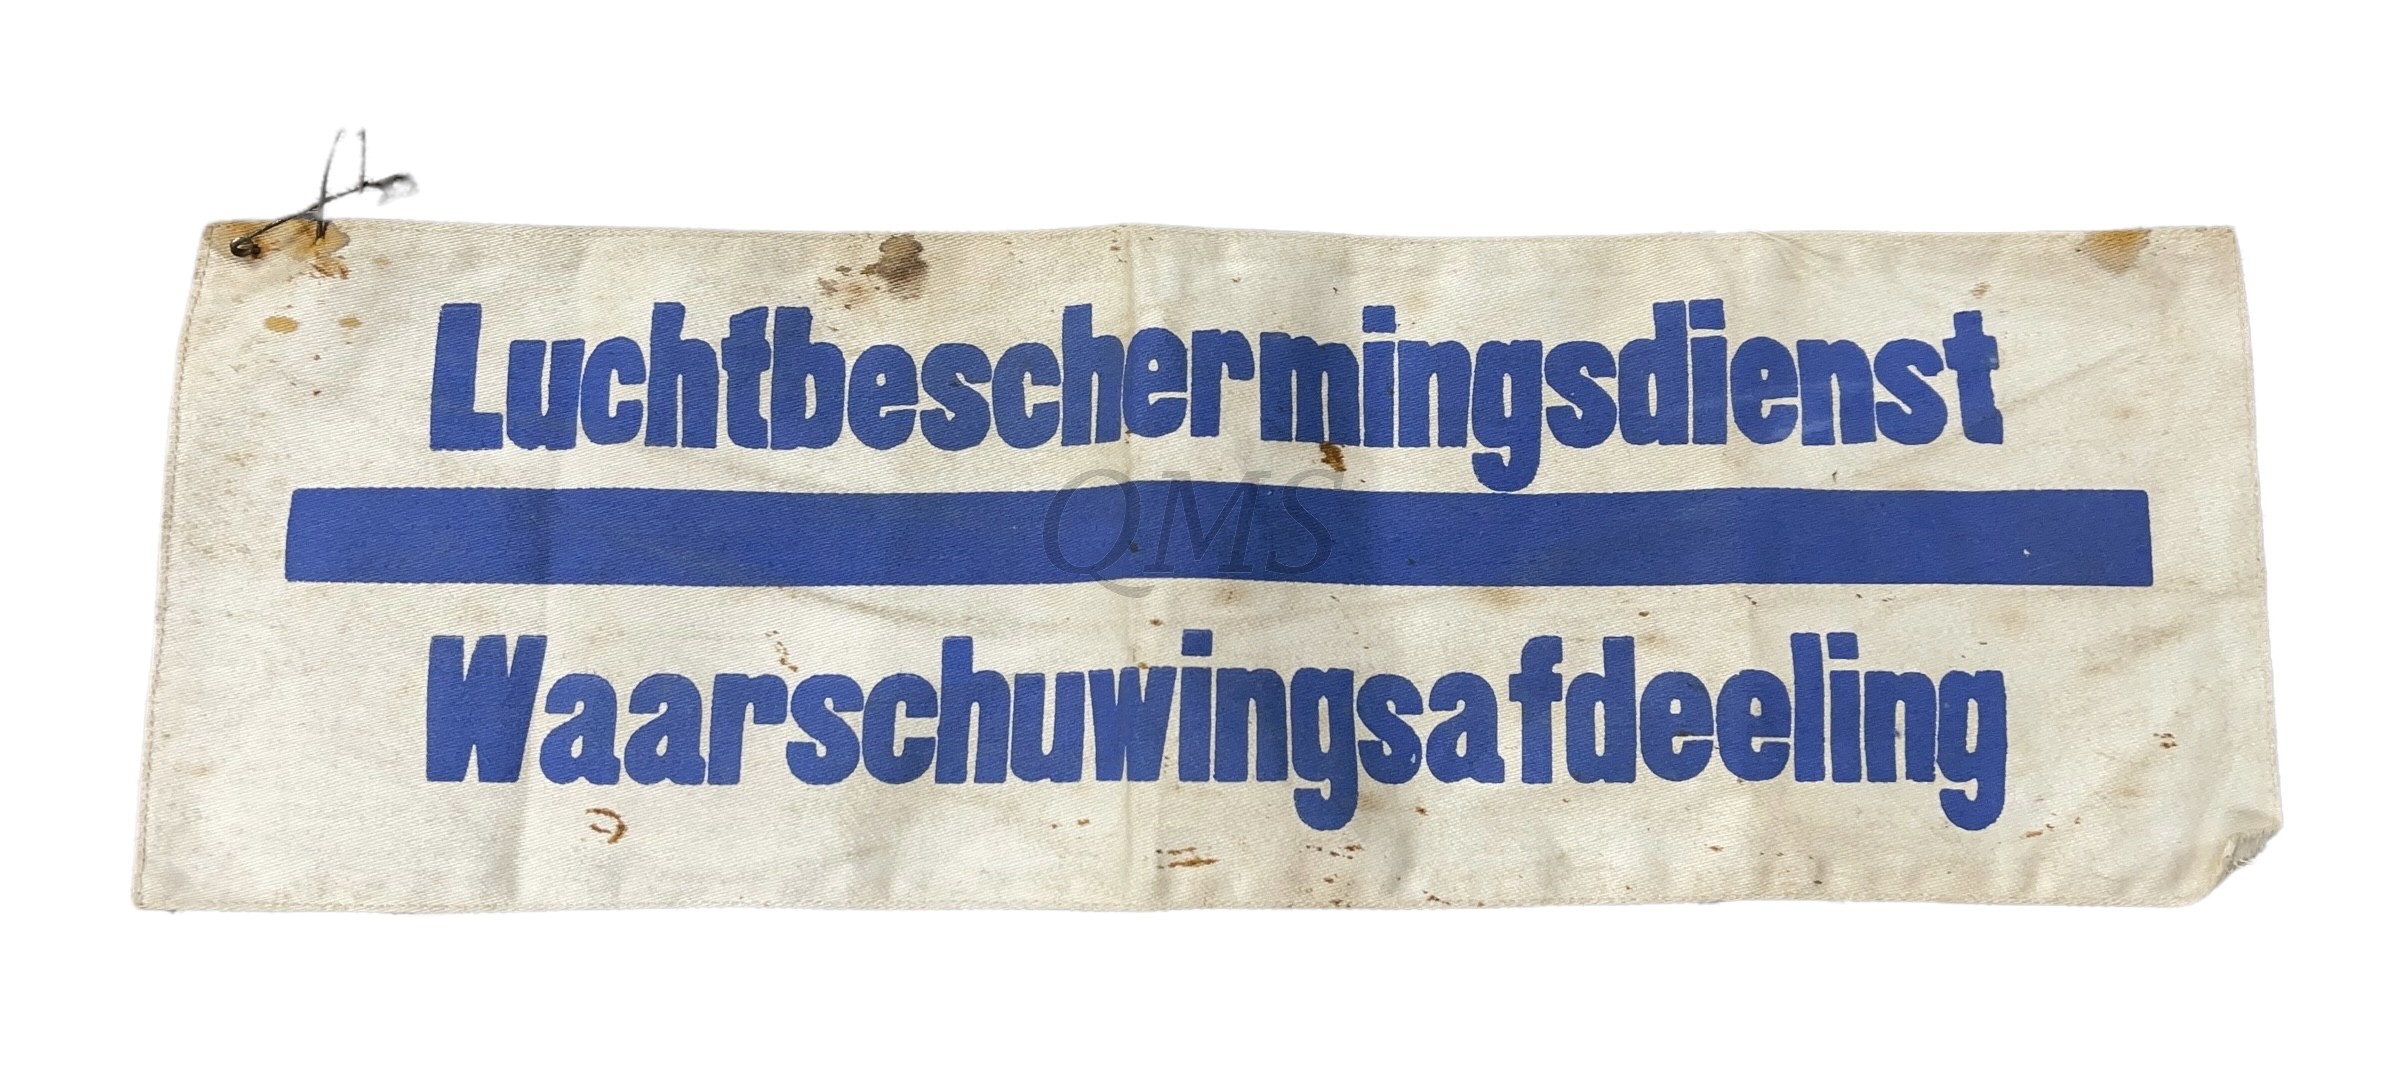 Luchtbeschermingsdienst
QMS
Waarschuwingsafdeeling